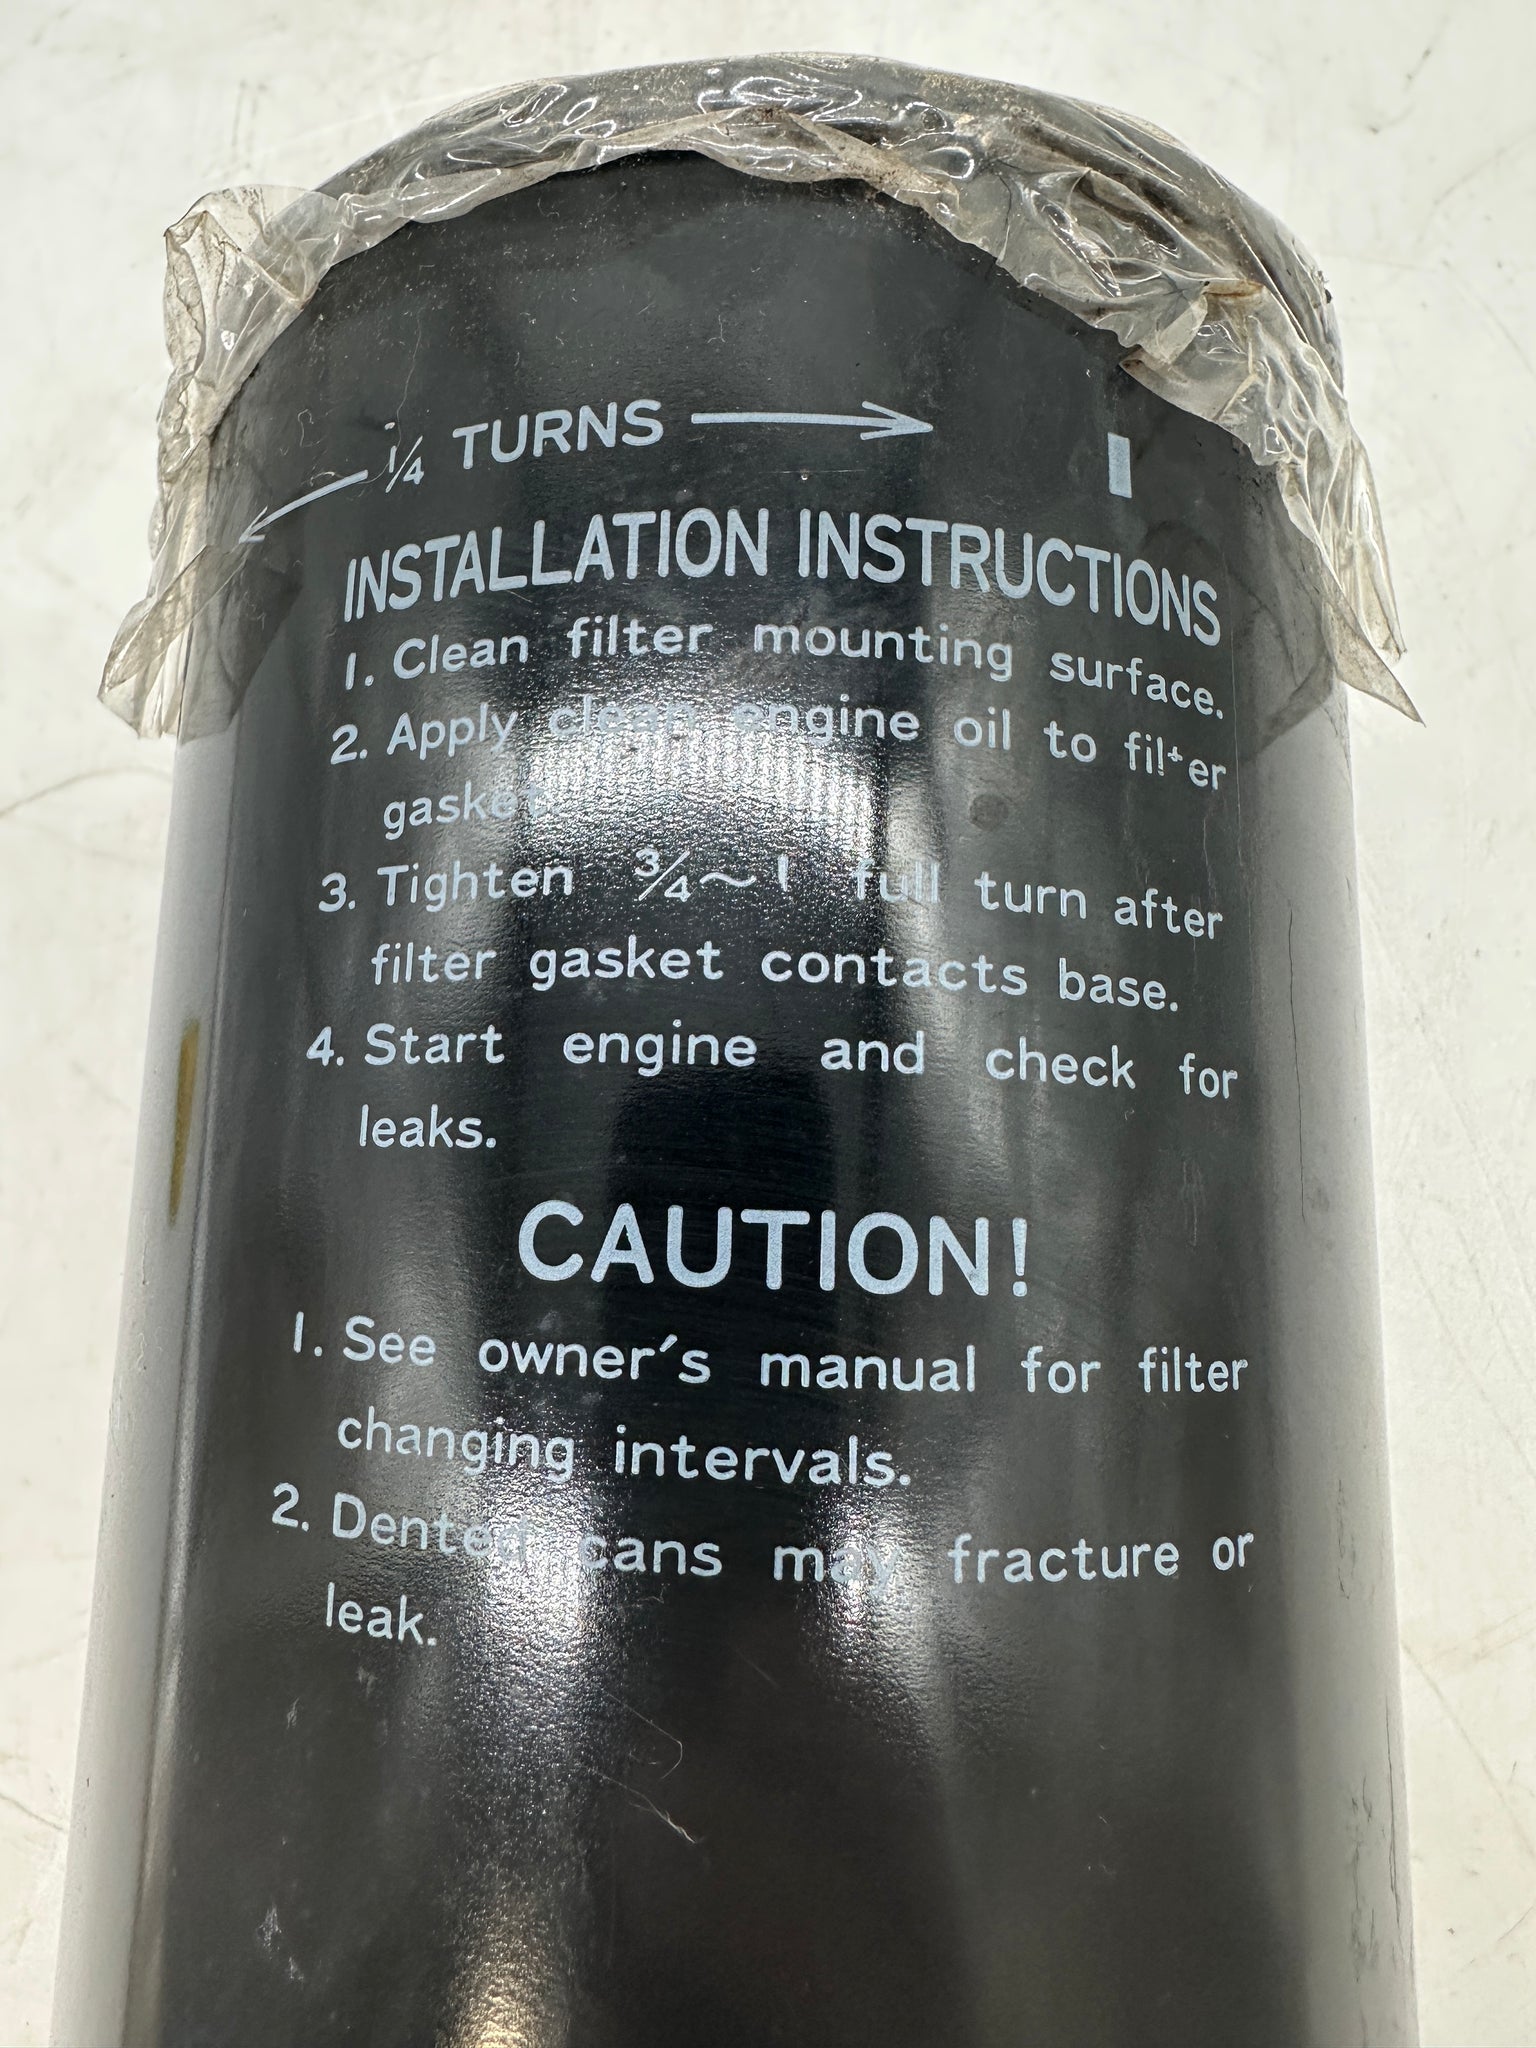 1/4 TURNS
INSTALLATION INSTRUCTIONS
1. Clean filter mounting surface.
2. Apply clean engine oil to filter
gasket.
3. Tighten 3/4~1 full turn after
filter gasket contacts base.
4. Start engine and check for
leaks.
CAUTION!
1. See owner's manual for filter
changing intervals.
2. Dented cans may fracture or
leak.